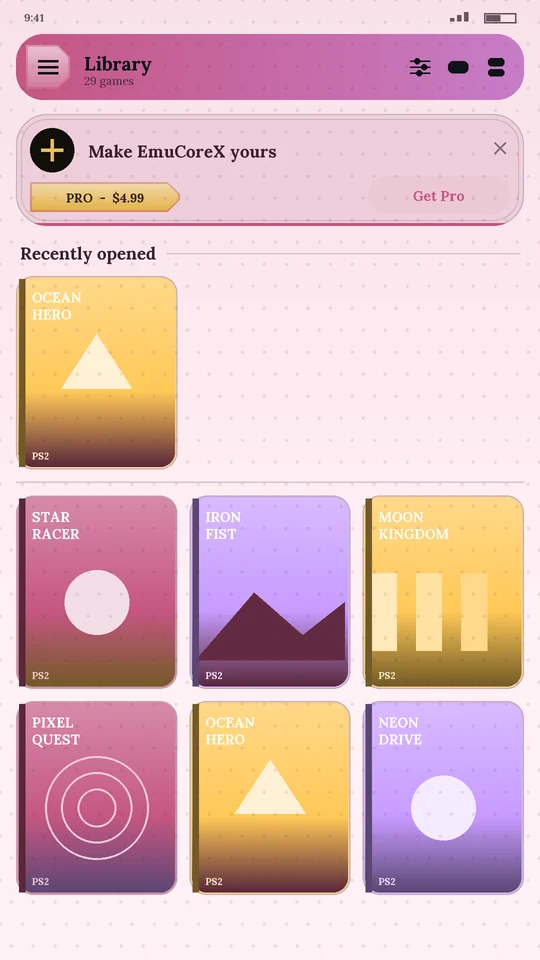 9:41
Library
29 games
Make EmuCoreX yours
PRO - $4.99
Get Pro
Recently opened
OCEAN
HERO
PS2
STAR
RACER
PS2
IRON
FIST
PS2
MOON
KINGDOM
PS2
PIXEL
QUEST
PS2
OCEAN
HERO
PS2
NEON
DRIVE
PS2